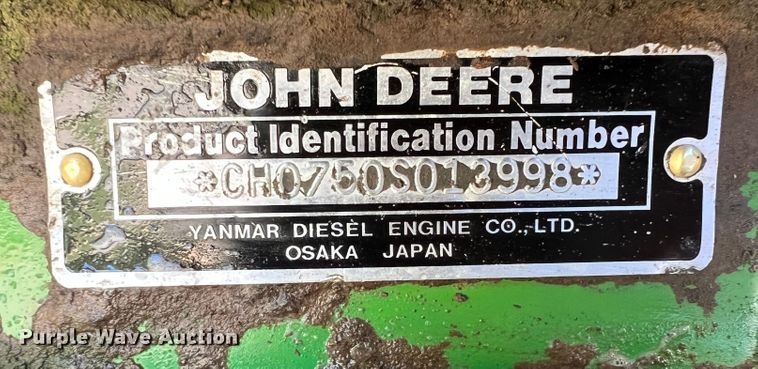 JOHN DEERE
Product Identification Number
*CH0750S013998*
YANMAR DIESEL ENGINE CO., LTD.
OSAKA JAPAN
Purple Wave Auction